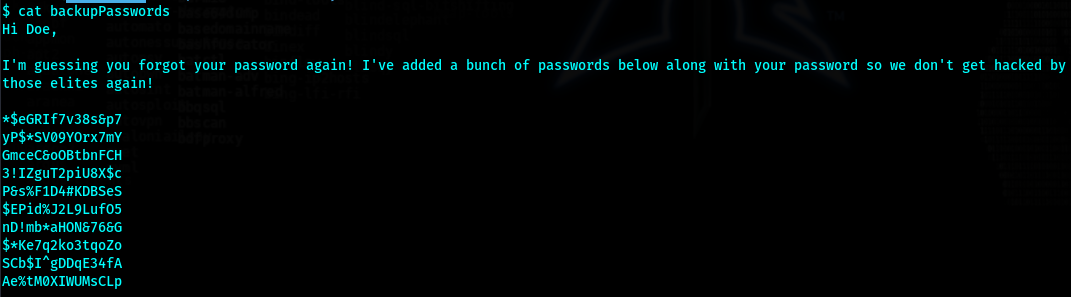 $ cat backupPasswords
Hi Doe,
I'm guessing you forgot your password again! I've added a bunch of passwords below along with your password so we don't get hacked by
those elites again!
*$eGRIf7v38s&p7
yP$*SV09YOrx7mY
GmceC&oOBtbnFCH
3!IZguT2piU8X$c
P&s%F1D4#KDBSeS
$EPid%J2L9LufO5
nD!mb*aHON&76&G
$*Ke7q2ko3tqoZo
SCb$I^gDDqE34fA
Ae%tM0XIWUMsCLp